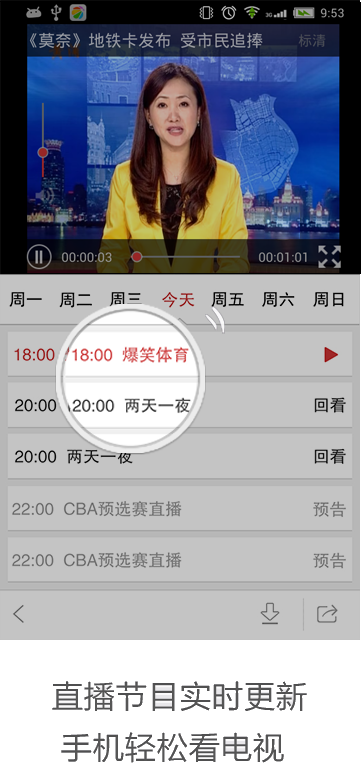 3G 9:53
《莫奈》地铁卡发布 受市民追捧 标清
00:00:03 00:01:01
周一 周二 周三 今天 周五 周六 周日
18:00 18:00 爆笑体育
20:00 20:00 两天一夜 回看
20:00 两天一夜 回看
22:00 CBA预选赛直播 预告
22:00 CBA预选赛直播 预告
直播节目实时更新
手机轻松看电视